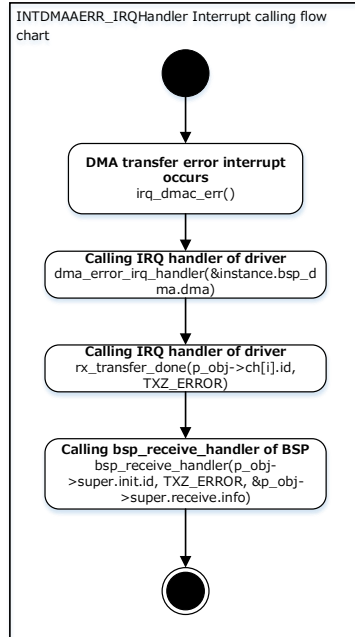 INTDMAAERR_IRQHandler Interrupt calling flow
chart
DMA transfer error interrupt
occurs
irq_dmac_err()
Calling IRQ handler of driver
dma_error_irq_handler(&instance.bsp_d
ma.dma)
Calling IRQ handler of driver
rx_transfer_done(p_obj->ch[i].id,
TXZ_ERROR)
Calling bsp_receive_handler of BSP
bsp_receive_handler(p_obj-
>super.init.id, TXZ_ERROR, &p_obj-
>super.receive.info)